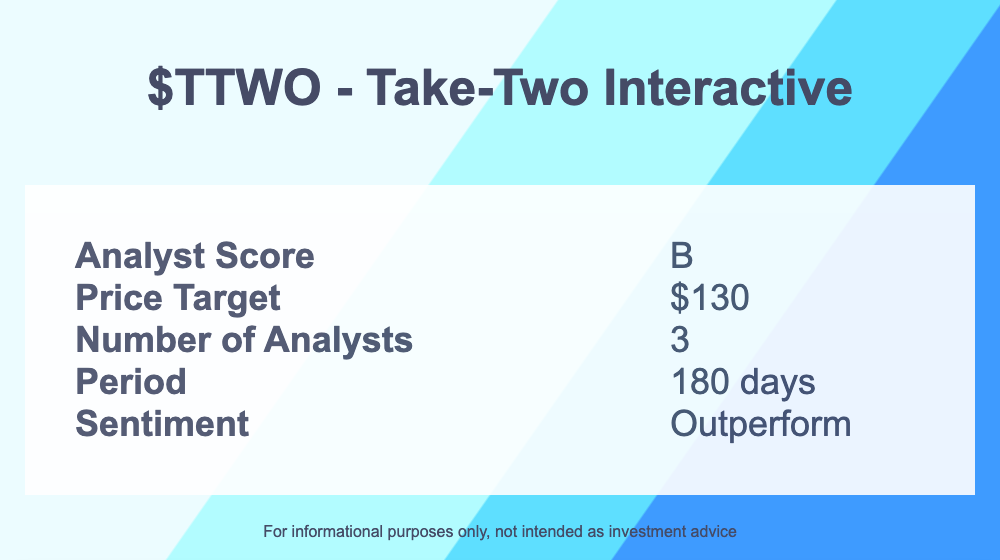 $TTWO - Take-Two Interactive
Analyst Score B
Price Target $130
Number of Analysts 3
Period 180 days
Sentiment Outperform
For informational purposes only, not intended as investment advice